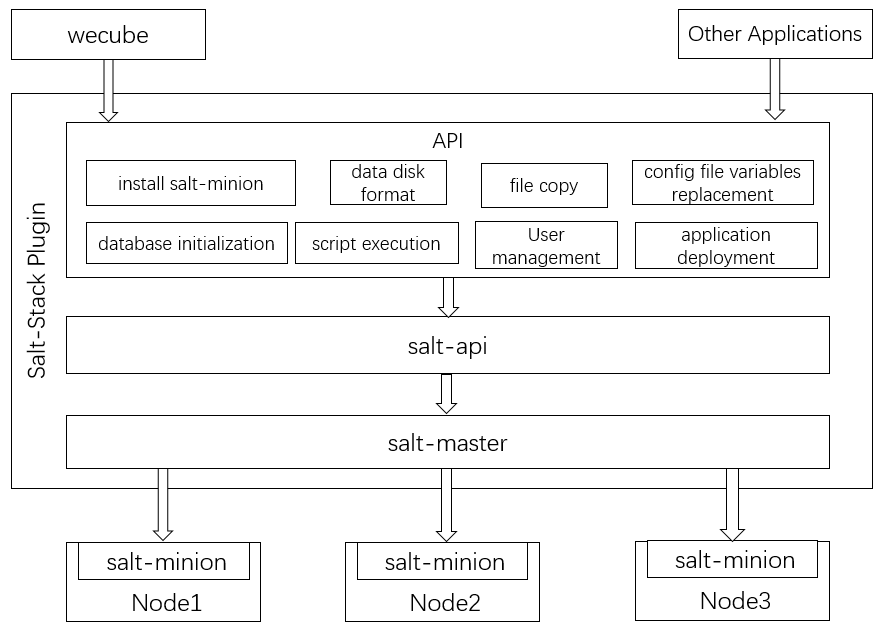 wecube
Other Applications
Salt-Stack Plugin
API
install salt-minion
data disk
format
file copy
config file variables
replacement
database initialization
script execution
User
management
application
deployment
salt-api
salt-master
salt-minion
Node1
salt-minion
Node2
salt-minion
Node3